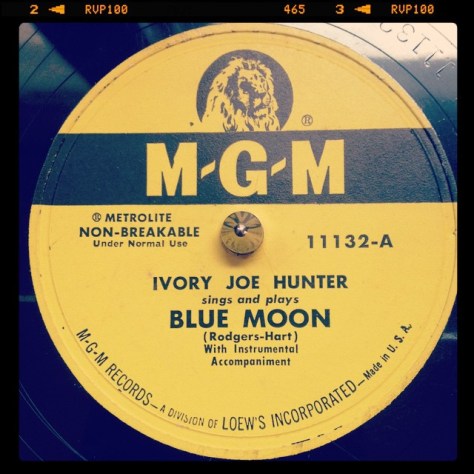 2 RVP100 465 3 RVP100
®
M-G-M
® METROLITE
NON-BREAKABLE
Under Normal Use
11132-A
IVORY JOE HUNTER
sings and plays
BLUE MOON
(Rodgers-Hart)
With Instrumental
Accompaniment
M-G-M RECORDS—A DIVISION OF LOEW'S INCORPORATED—Made in U. S. A.